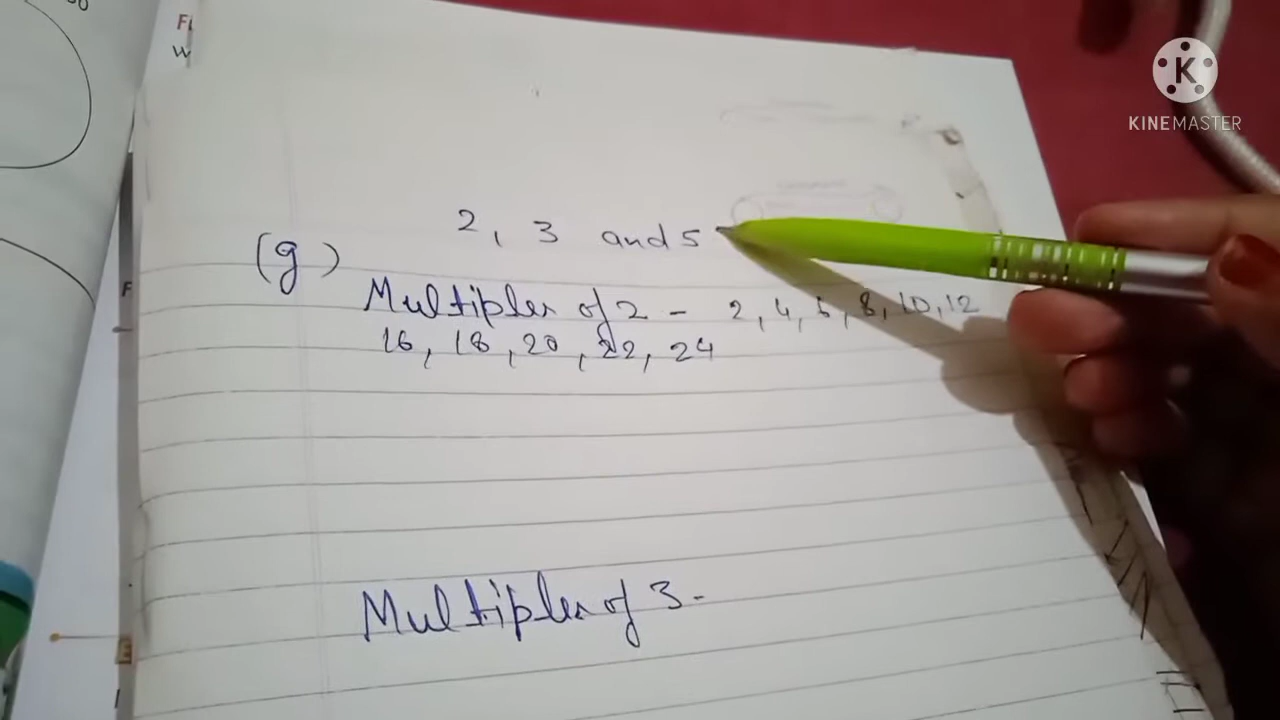 K
KINEMASTER
2, 3 and 5
(g)
Multiples of 2 - 2, 4, 6, 8, 10, 12
16, 18, 20, 22, 24
Multiples of 3 -